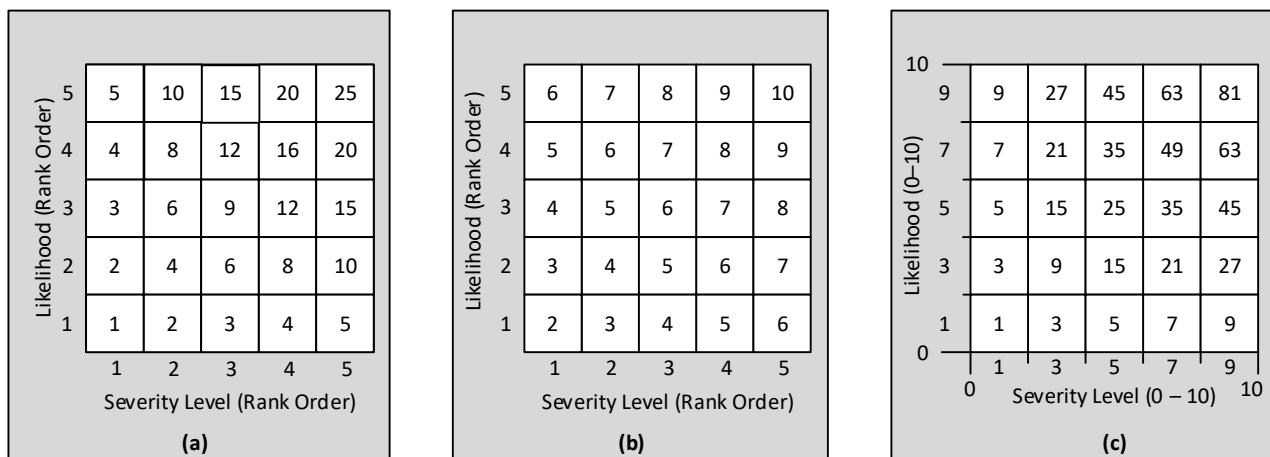 Likelihood (Rank Order)
5 5 10 15 20 25
4 4 8 12 16 20
3 3 6 9 12 15
2 2 4 6 8 10
1 1 2 3 4 5
1 2 3 4 5
Severity Level (Rank Order)
(a)
Likelihood (Rank Order)
5 6 7 8 9 10
4 5 6 7 8 9
3 4 5 6 7 8
2 3 4 5 6 7
1 2 3 4 5 6
1 2 3 4 5
Severity Level (Rank Order)
(b)
Likelihood (0–10)
10
9 9 27 45 63 81
7 7 21 35 49 63
5 5 15 25 35 45
3 3 9 15 21 27
1 1 3 5 7 9
0
1 3 5 7 9
0 10
Severity Level (0 – 10)
(c)